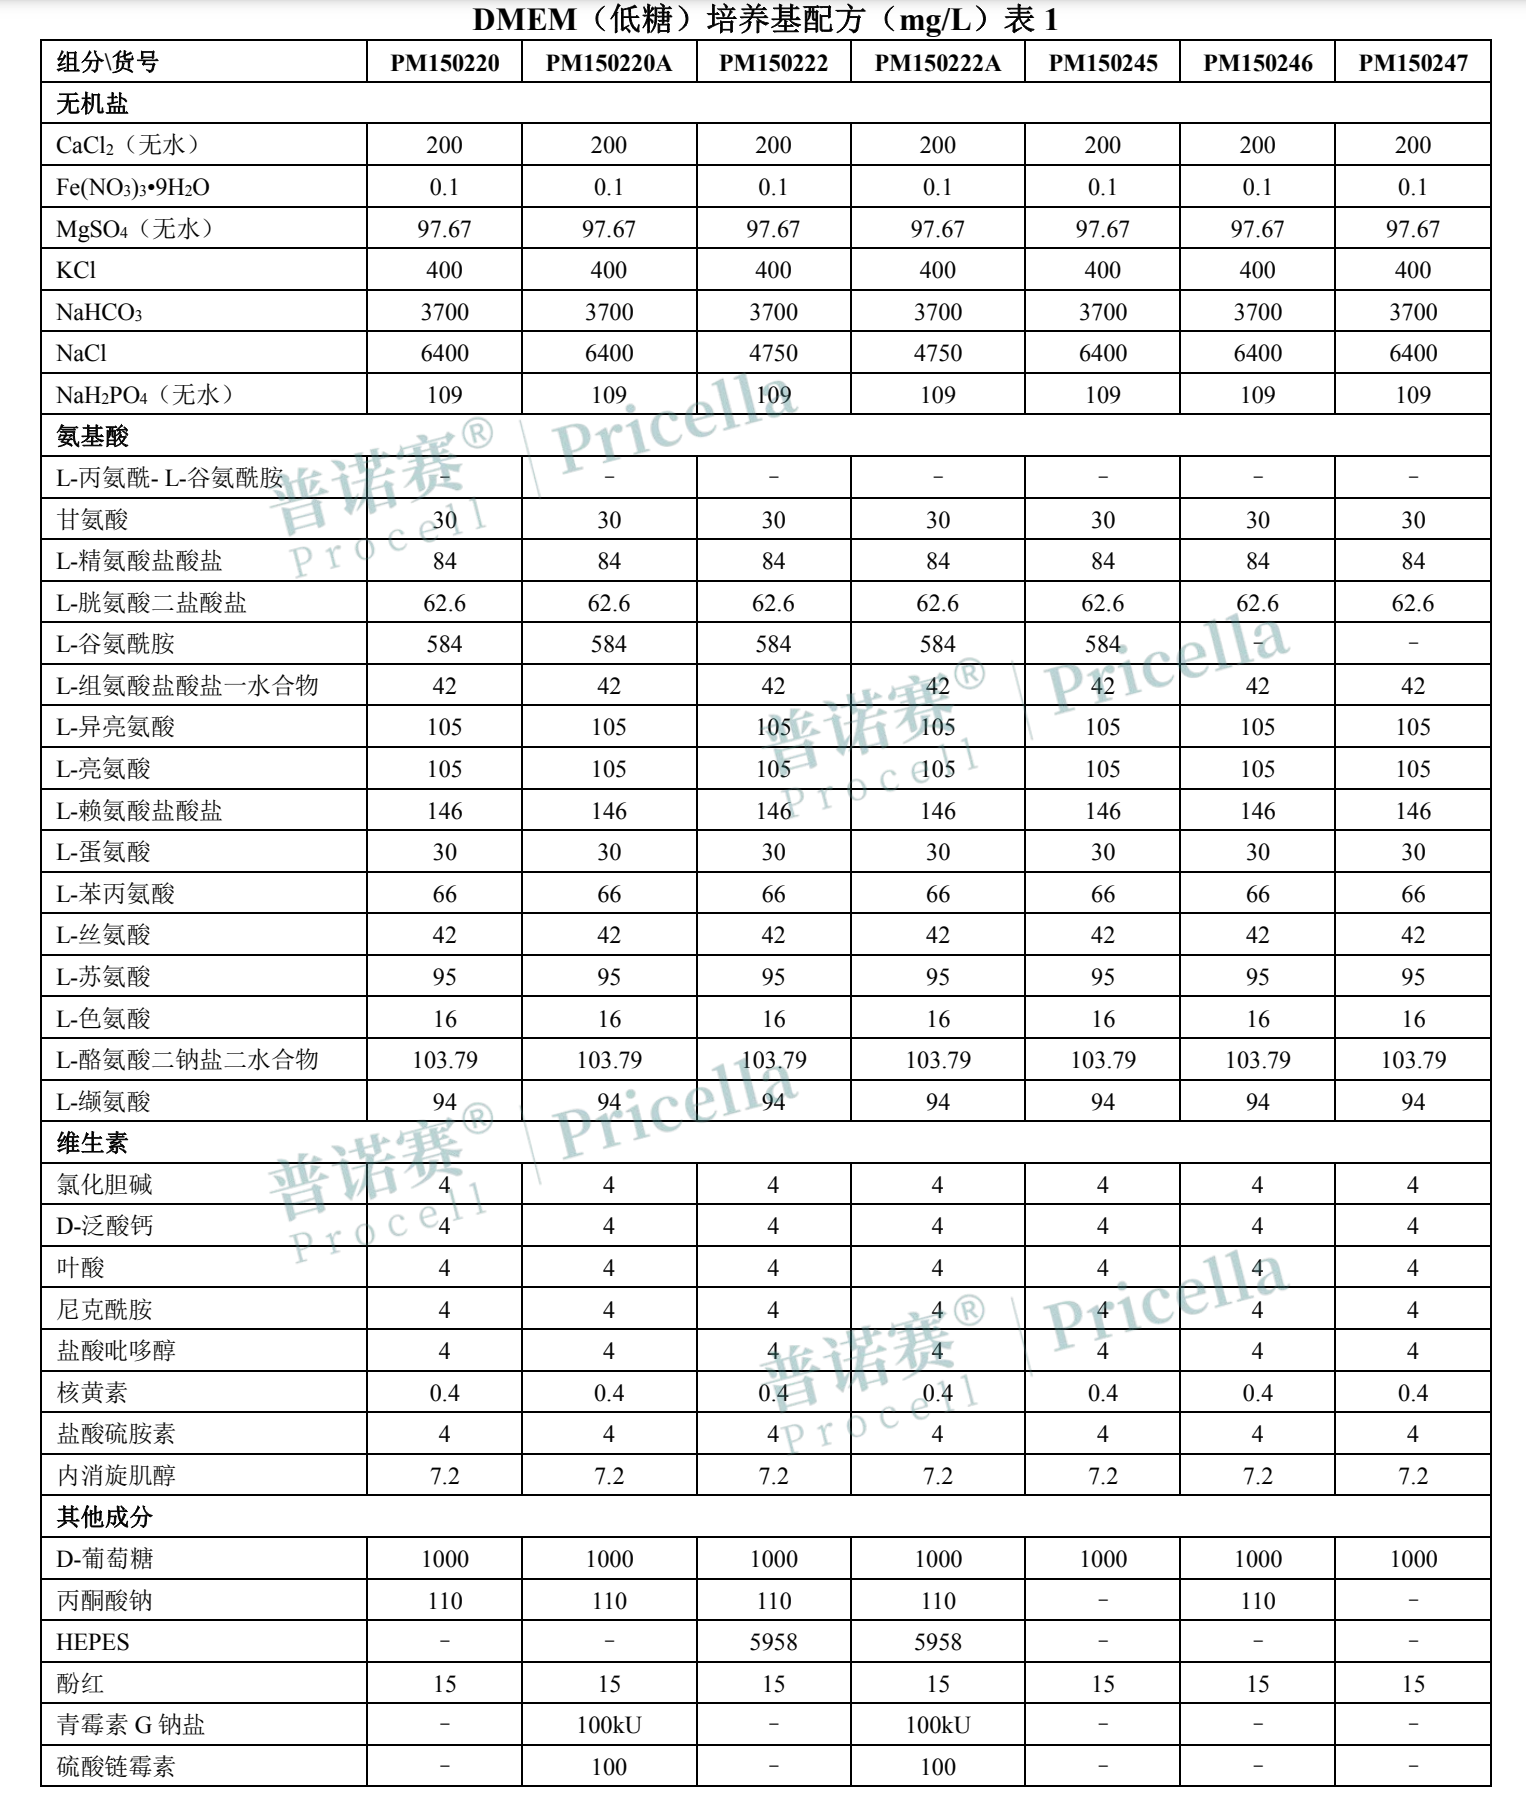 DMEM（低糖）培养基配方（mg/L）表 1
组分\货号 PM150220 PM150220A PM150222 PM150222A PM150245 PM150246 PM150247
无机盐
CaCl₂（无水） 200 200 200 200 200 200 200
Fe(NO₃)₃•9H₂O 0.1 0.1 0.1 0.1 0.1 0.1 0.1
MgSO₄（无水） 97.67 97.67 97.67 97.67 97.67 97.67 97.67
KCl 400 400 400 400 400 400 400
NaHCO₃ 3700 3700 3700 3700 3700 3700 3700
NaCl 6400 6400 4750 4750 6400 6400 6400
NaH₂PO₄（无水） 109 109 109 109 109 109 109
氨基酸
L-丙氨酰- L-谷氨酰胺 – – – – – – –
甘氨酸 30 30 30 30 30 30 30
L-精氨酸盐酸盐 84 84 84 84 84 84 84
L-胱氨酸二盐酸盐 62.6 62.6 62.6 62.6 62.6 62.6 62.6
L-谷氨酰胺 584 584 584 584 584 – –
L-组氨酸盐酸盐一水合物 42 42 42 42 42 42 42
L-异亮氨酸 105 105 105 105 105 105 105
L-亮氨酸 105 105 105 105 105 105 105
L-赖氨酸盐酸盐 146 146 146 146 146 146 146
L-蛋氨酸 30 30 30 30 30 30 30
L-苯丙氨酸 66 66 66 66 66 66 66
L-丝氨酸 42 42 42 42 42 42 42
L-苏氨酸 95 95 95 95 95 95 95
L-色氨酸 16 16 16 16 16 16 16
L-酪氨酸二钠盐二水合物 103.79 103.79 103.79 103.79 103.79 103.79 103.79
L-缬氨酸 94 94 94 94 94 94 94
维生素
氯化胆碱 4 4 4 4 4 4 4
D-泛酸钙 4 4 4 4 4 4 4
叶酸 4 4 4 4 4 4 4
尼克酰胺 4 4 4 4 4 4 4
盐酸吡哆醇 4 4 4 4 4 4 4
核黄素 0.4 0.4 0.4 0.4 0.4 0.4 0.4
盐酸硫胺素 4 4 4 4 4 4 4
内消旋肌醇 7.2 7.2 7.2 7.2 7.2 7.2 7.2
其他成分
D-葡萄糖 1000 1000 1000 1000 1000 1000 1000
丙酮酸钠 110 110 110 110 – 110 –
HEPES – – 5958 5958 – – –
酚红 15 15 15 15 15 15 15
青霉素 G 钠盐 – 100kU – 100kU – – –
硫酸链霉素 – 100 – 100 – – –
普诺赛® Procell | Pricella
普诺赛® Procell | Pricella
普诺赛® Procell | Pricella
普诺赛® Procell | Pricella